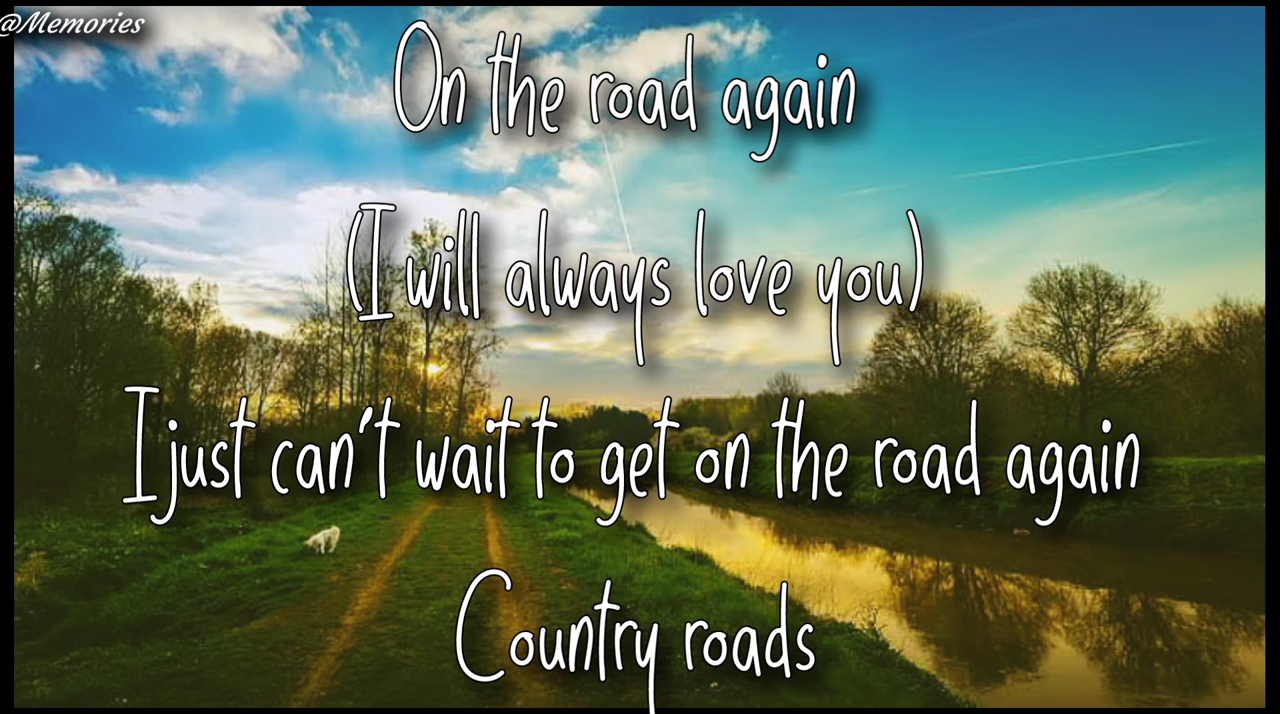 @Memories
On the road again
(I will always love you)
I just can't wait to get on the road again
Country roads